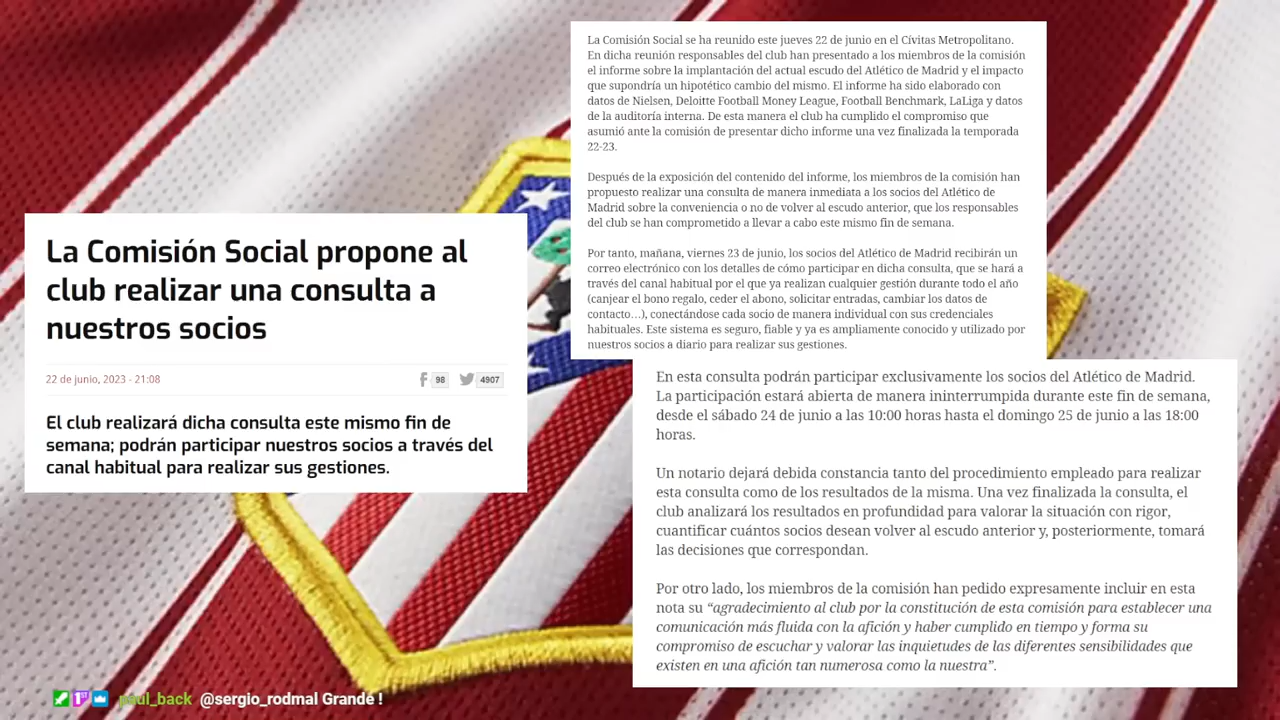 La Comisión Social propone al
club realizar una consulta a
nuestros socios
22 de junio, 2023 - 21:08
98
4907
El club realizará dicha consulta este mismo fin de
semana; podrán participar nuestros socios a través del
canal habitual para realizar sus gestiones.
La Comisión Social se ha reunido este jueves 22 de junio en el Cívitas Metropolitano.
En dicha reunión responsables del club han presentado a los miembros de la comisión
el informe sobre la implantación del actual escudo del Atlético de Madrid y el impacto
que supondría un hipotético cambio del mismo. El informe ha sido elaborado con
datos de Nielsen, Deloitte Football Money League, Football Benchmark, LaLiga y datos
de la auditoría interna. De esta manera el club ha cumplido el compromiso que
asumió ante la comisión de presentar dicho informe una vez finalizada la temporada
22-23.
Después de la exposición del contenido del informe, los miembros de la comisión han
propuesto realizar una consulta de manera inmediata a los socios del Atlético de
Madrid sobre la conveniencia o no de volver al escudo anterior, que los responsables
del club se han comprometido a llevar a cabo este mismo fin de semana.
Por tanto, mañana, viernes 23 de junio, los socios del Atlético de Madrid recibirán un
correo electrónico con los detalles de cómo participar en dicha consulta, que se hará a
través del canal habitual por el que ya realizan cualquier gestión durante todo el año
(canjear el bono regalo, ceder el abono, solicitar entradas, cambiar los datos de
contacto…), conectándose cada socio de manera individual con sus credenciales
habituales. Este sistema es seguro, fiable y ya es ampliamente conocido y utilizado por
nuestros socios a diario para realizar sus gestiones.
En esta consulta podrán participar exclusivamente los socios del Atlético de Madrid.
La participación estará abierta de manera ininterrumpida durante este fin de semana,
desde el sábado 24 de junio a las 10:00 horas hasta el domingo 25 de junio a las 18:00
horas.
Un notario dejará debida constancia tanto del procedimiento empleado para realizar
esta consulta como de los resultados de la misma. Una vez finalizada la consulta, el
club analizará los resultados en profundidad para valorar la situación con rigor,
cuantificar cuántos socios desean volver al escudo anterior y, posteriormente, tomará
las decisiones que correspondan.
Por otro lado, los miembros de la comisión han pedido expresamente incluir en esta
nota su “agradecimiento al club por la constitución de esta comisión para establecer una
comunicación más fluida con la afición y haber cumplido en tiempo y forma su
compromiso de escuchar y valorar las inquietudes de las diferentes sensibilidades que
existen en una afición tan numerosa como la nuestra”.
paul_back @sergio_rodmal Grande !